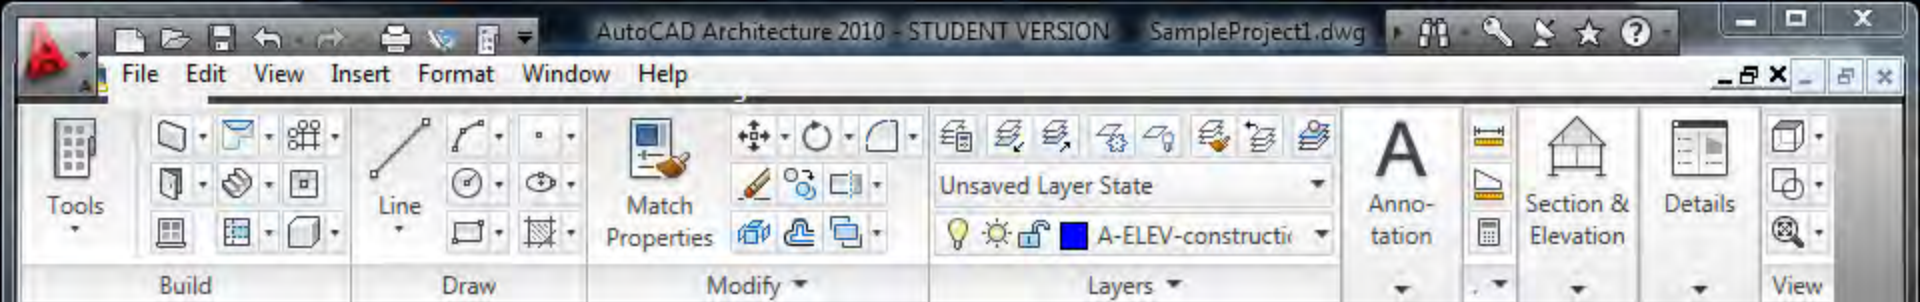 AutoCAD Architecture 2010 - STUDENT VERSION SampleProject1.dwg
File Edit View Insert Format Window Help
Tools
Line
Match
Properties
Unsaved Layer State
A-ELEV-constructi
A
Anno-
tation
Section &
Elevation
Details
Build
Draw
Modify
Layers
View